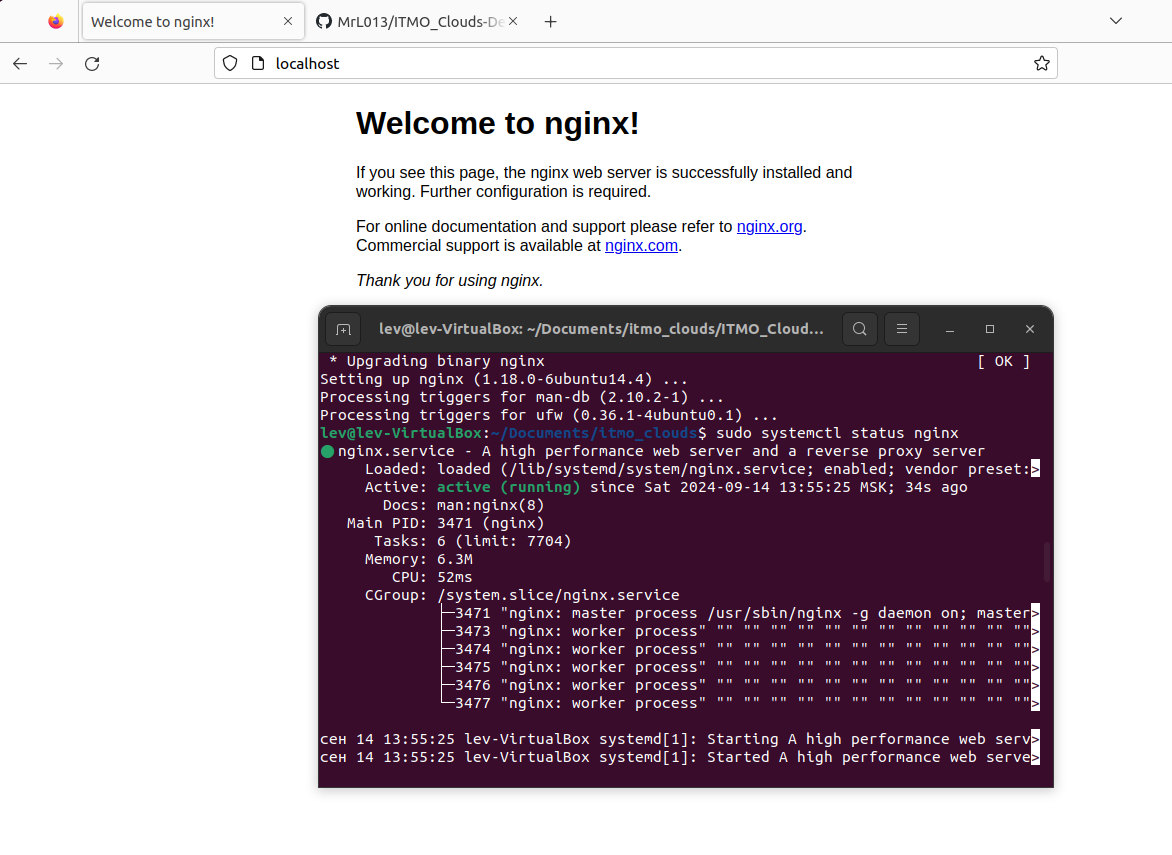 Welcome to nginx!
MrL013/ITMO_Clouds-De
localhost
Welcome to nginx!
If you see this page, the nginx web server is successfully installed and
working. Further configuration is required.
For online documentation and support please refer to nginx.org.
Commercial support is available at nginx.com.
Thank you for using nginx.
lev@lev-VirtualBox: ~/Documents/itmo_clouds/ITMO_Cloud...
* Upgrading binary nginx [ OK ]
Setting up nginx (1.18.0-6ubuntu14.4) ...
Processing triggers for man-db (2.10.2-1) ...
Processing triggers for ufw (0.36.1-4ubuntu0.1) ...
lev@lev-VirtualBox:~/Documents/itmo_clouds$ sudo systemctl status nginx
● nginx.service - A high performance web server and a reverse proxy server
Loaded: loaded (/lib/systemd/system/nginx.service; enabled; vendor preset:>
Active: active (running) since Sat 2024-09-14 13:55:25 MSK; 34s ago
Docs: man:nginx(8)
Main PID: 3471 (nginx)
Tasks: 6 (limit: 7704)
Memory: 6.3M
CPU: 52ms
CGroup: /system.slice/nginx.service
├─3471 "nginx: master process /usr/sbin/nginx -g daemon on; master>
├─3473 "nginx: worker process" "" "" "" "" "" "" "" "" "" "" "" "">
├─3474 "nginx: worker process" "" "" "" "" "" "" "" "" "" "" "" "">
├─3475 "nginx: worker process" "" "" "" "" "" "" "" "" "" "" "" "">
├─3476 "nginx: worker process" "" "" "" "" "" "" "" "" "" "" "" "">
└─3477 "nginx: worker process" "" "" "" "" "" "" "" "" "" "" "" "">
сен 14 13:55:25 lev-VirtualBox systemd[1]: Starting A high performance web serv>
сен 14 13:55:25 lev-VirtualBox systemd[1]: Started A high performance web serve>